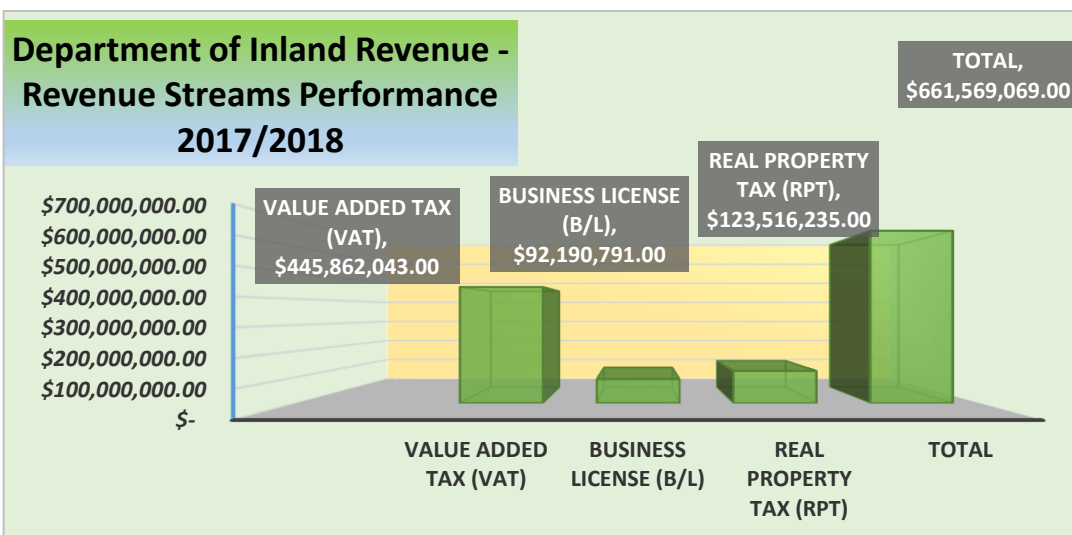 Department of Inland Revenue -
Revenue Streams Performance
2017/2018
TOTAL,
$661,569,069.00
REAL PROPERTY
TAX (RPT),
$123,516,235.00
BUSINESS LICENSE
(B/L),
$92,190,791.00
VALUE ADDED TAX
(VAT),
$445,862,043.00
$700,000,000.00
$600,000,000.00
$500,000,000.00
$400,000,000.00
$300,000,000.00
$200,000,000.00
$100,000,000.00
$-
VALUE ADDED
TAX (VAT)
BUSINESS
LICENSE (B/L)
REAL
PROPERTY
TAX (RPT)
TOTAL